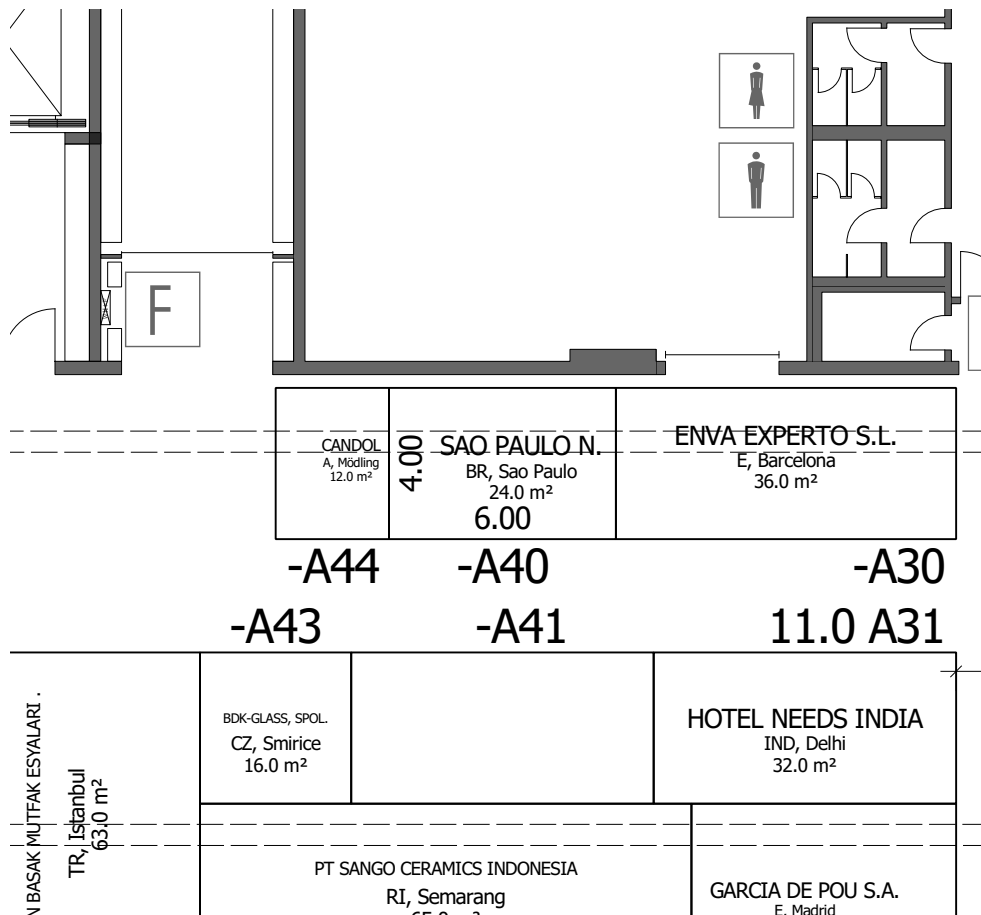 F
CANDOL
A, Mödling
12.0 m²
4.00
SAO PAULO N.
BR, Sao Paulo
24.0 m²
6.00
ENVA EXPERTO S.L.
E, Barcelona
36.0 m²
-A44
-A40
-A30
-A43
-A41
11.0 A31
BASAK MUTFAK ESYALARI .
TR, Istanbul
63.0 m²
BDK-GLASS, SPOL.
CZ, Smirice
16.0 m²
HOTEL NEEDS INDIA
IND, Delhi
32.0 m²
PT SANGO CERAMICS INDONESIA
RI, Semarang
65.0 m²
GARCIA DE POU S.A.
E, Madrid